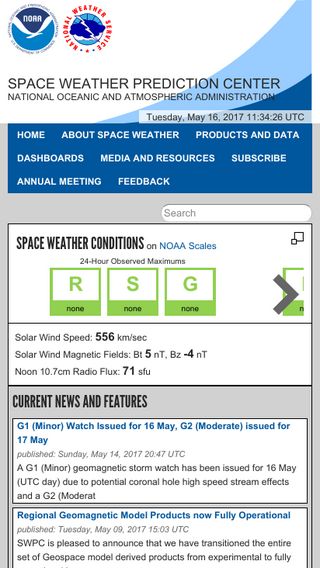 NOAA
NATIONAL WEATHER SERVICE
SPACE WEATHER PREDICTION CENTER
NATIONAL OCEANIC AND ATMOSPHERIC ADMINISTRATION
Tuesday, May 16, 2017 11:34:26 UTC
HOME ABOUT SPACE WEATHER PRODUCTS AND DATA
DASHBOARDS MEDIA AND RESOURCES SUBSCRIBE
ANNUAL MEETING FEEDBACK
Search
SPACE WEATHER CONDITIONS on NOAA Scales
24-Hour Observed Maximums
R S G
none none none
Solar Wind Speed: 556 km/sec
Solar Wind Magnetic Fields: Bt 5 nT, Bz -4 nT
Noon 10.7cm Radio Flux: 71 sfu
CURRENT NEWS AND FEATURES
G1 (Minor) Watch Issued for 16 May, G2 (Moderate) issued for
17 May
published: Sunday, May 14, 2017 20:47 UTC
A G1 (Minor) geomagnetic storm watch has been issued for 16 May
(UTC day) due to potential coronal hole high speed stream effects
and a G2 (Moderat
Regional Geomagnetic Model Products now Fully Operational
published: Tuesday, May 09, 2017 15:03 UTC
SWPC is pleased to announce that we have transitioned the entire
set of Geospace model derived products from experimental to fully